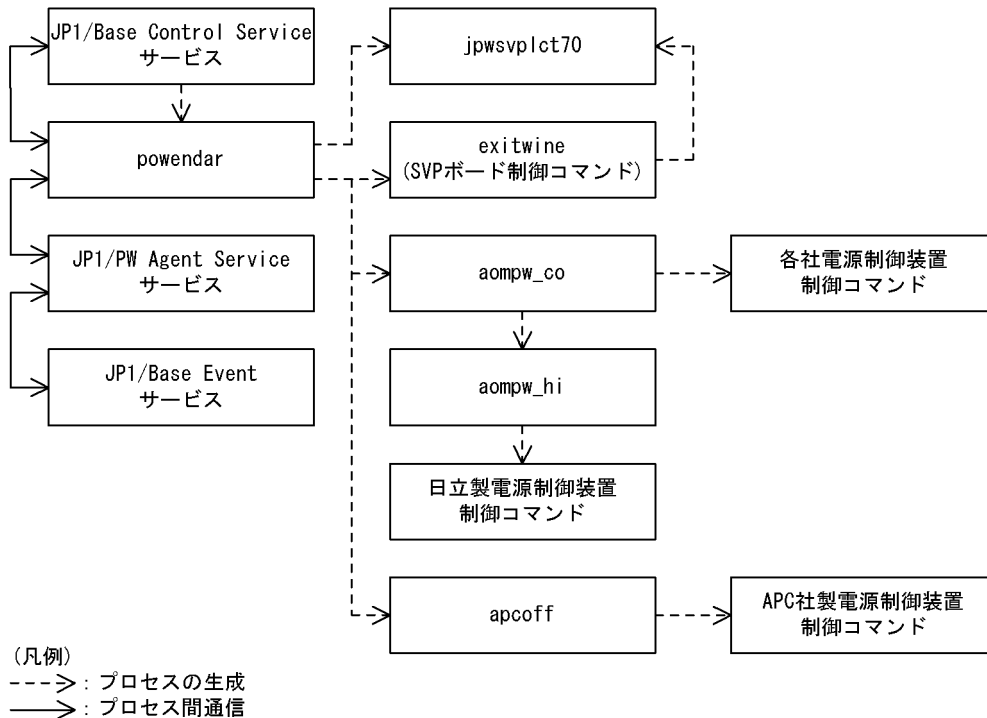 JP1/Base Control Service
サービス
jpwsvplct70
powendar
exitwine
(SVPボード制御コマンド)
JP1/PW Agent Service
サービス
aompw_co
各社電源制御装置
制御コマンド
JP1/Base Event
サービス
aompw_hi
日立製電源制御装置
制御コマンド
apcoff
APC社製電源制御装置
制御コマンド
(凡例)
: プロセスの生成
: プロセス間通信